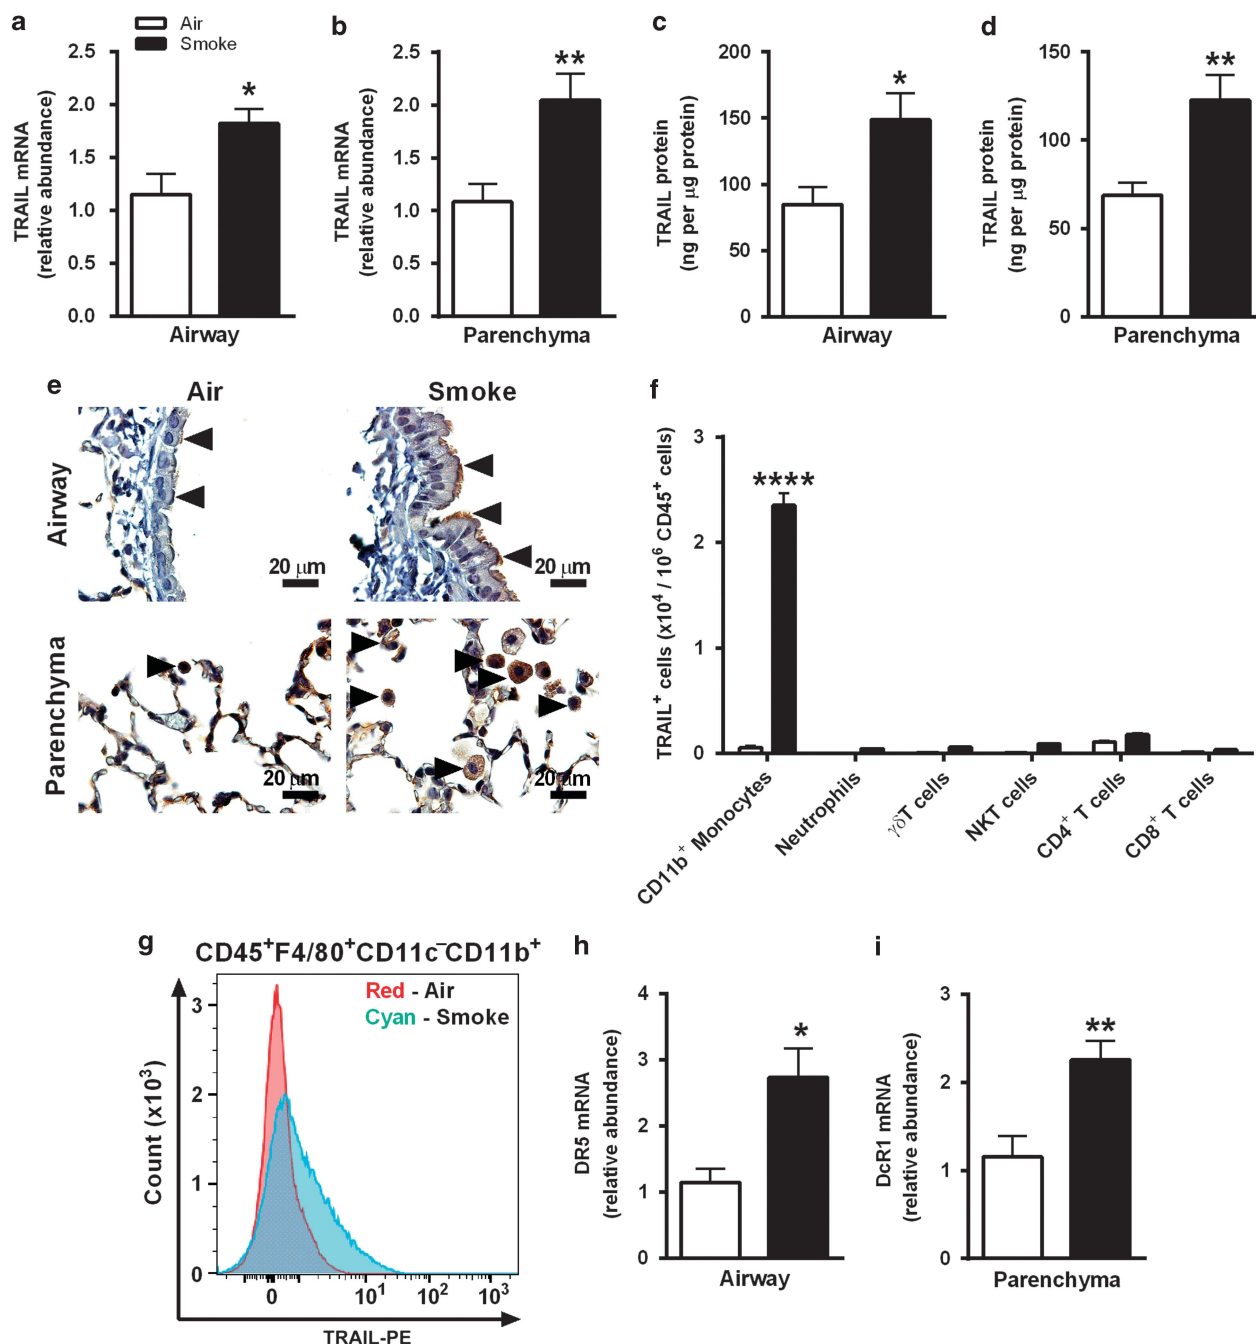 a
Air
Smoke
2.5
2.0
1.5
1.0
0.5
0.0
TRAIL mRNA
(relative abundance)
*
Airway
b
2.5
2.0
1.5
1.0
0.5
0.0
TRAIL mRNA
(relative abundance)
**
Parenchyma
c
200
150
100
50
0
TRAIL protein
(ng per μg protein)
*
Airway
d
150
100
50
0
TRAIL protein
(ng per μg protein)
**
Parenchyma
e
Air
Smoke
Airway
20 μm
20 μm
Parenchyma
20 μm
20 μm
f
3
2
1
0
TRAIL⁺ cells (x10⁴ / 10⁶ CD45⁺ cells)
****
CD11b⁺ Monocytes
Neutrophils
γδT cells
NKT cells
CD4⁺ T cells
CD8⁺ T cells
g
CD45⁺F4/80⁺CD11c⁻CD11b⁺
Red - Air
Cyan - Smoke
3
2
1
0
Count (x10³)
0
10¹
10²
10³
TRAIL-PE
h
4
3
2
1
0
DR5 mRNA
(relative abundance)
*
Airway
i
3
2
1
0
DcR1 mRNA
(relative abundance)
**
Parenchyma